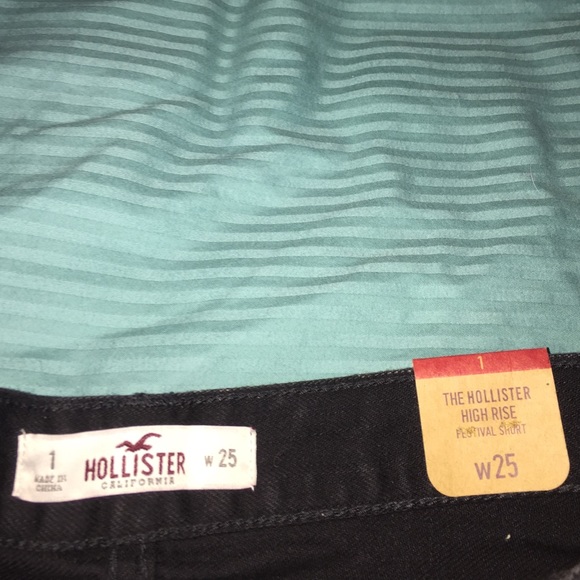 1
MADE IN
CHINA
HOLLISTER
CALIFORNIA
W 25
1
THE HOLLISTER
HIGH RISE
FESTIVAL SHORT
W25